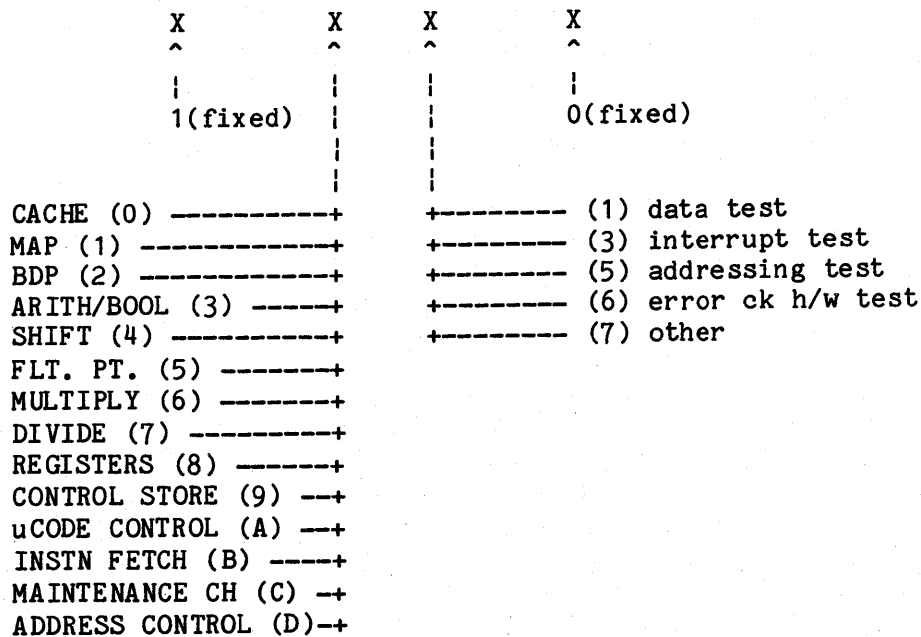 X X X X
^ ^ ^ ^
1(fixed) 0(fixed)
CACHE (0) -----------+ +-------- (1) data test
MAP (1) -------------+ +-------- (3) interrupt test
BDP (2) -------------+ +-------- (5) addressing test
ARITH/BOOL (3) ------+ +-------- (6) error ck h/w test
SHIFT (4) -----------+ +-------- (7) other
FLT. PT. (5) --------+
MULTIPLY (6) --------+
DIVIDE (7) ----------+
REGISTERS (8) -------+
CONTROL STORE (9) ---+
uCODE CONTROL (A) ---+
INSTN FETCH (B) -----+
MAINTENANCE CH (C) --+
ADDRESS CONTROL (D)--+